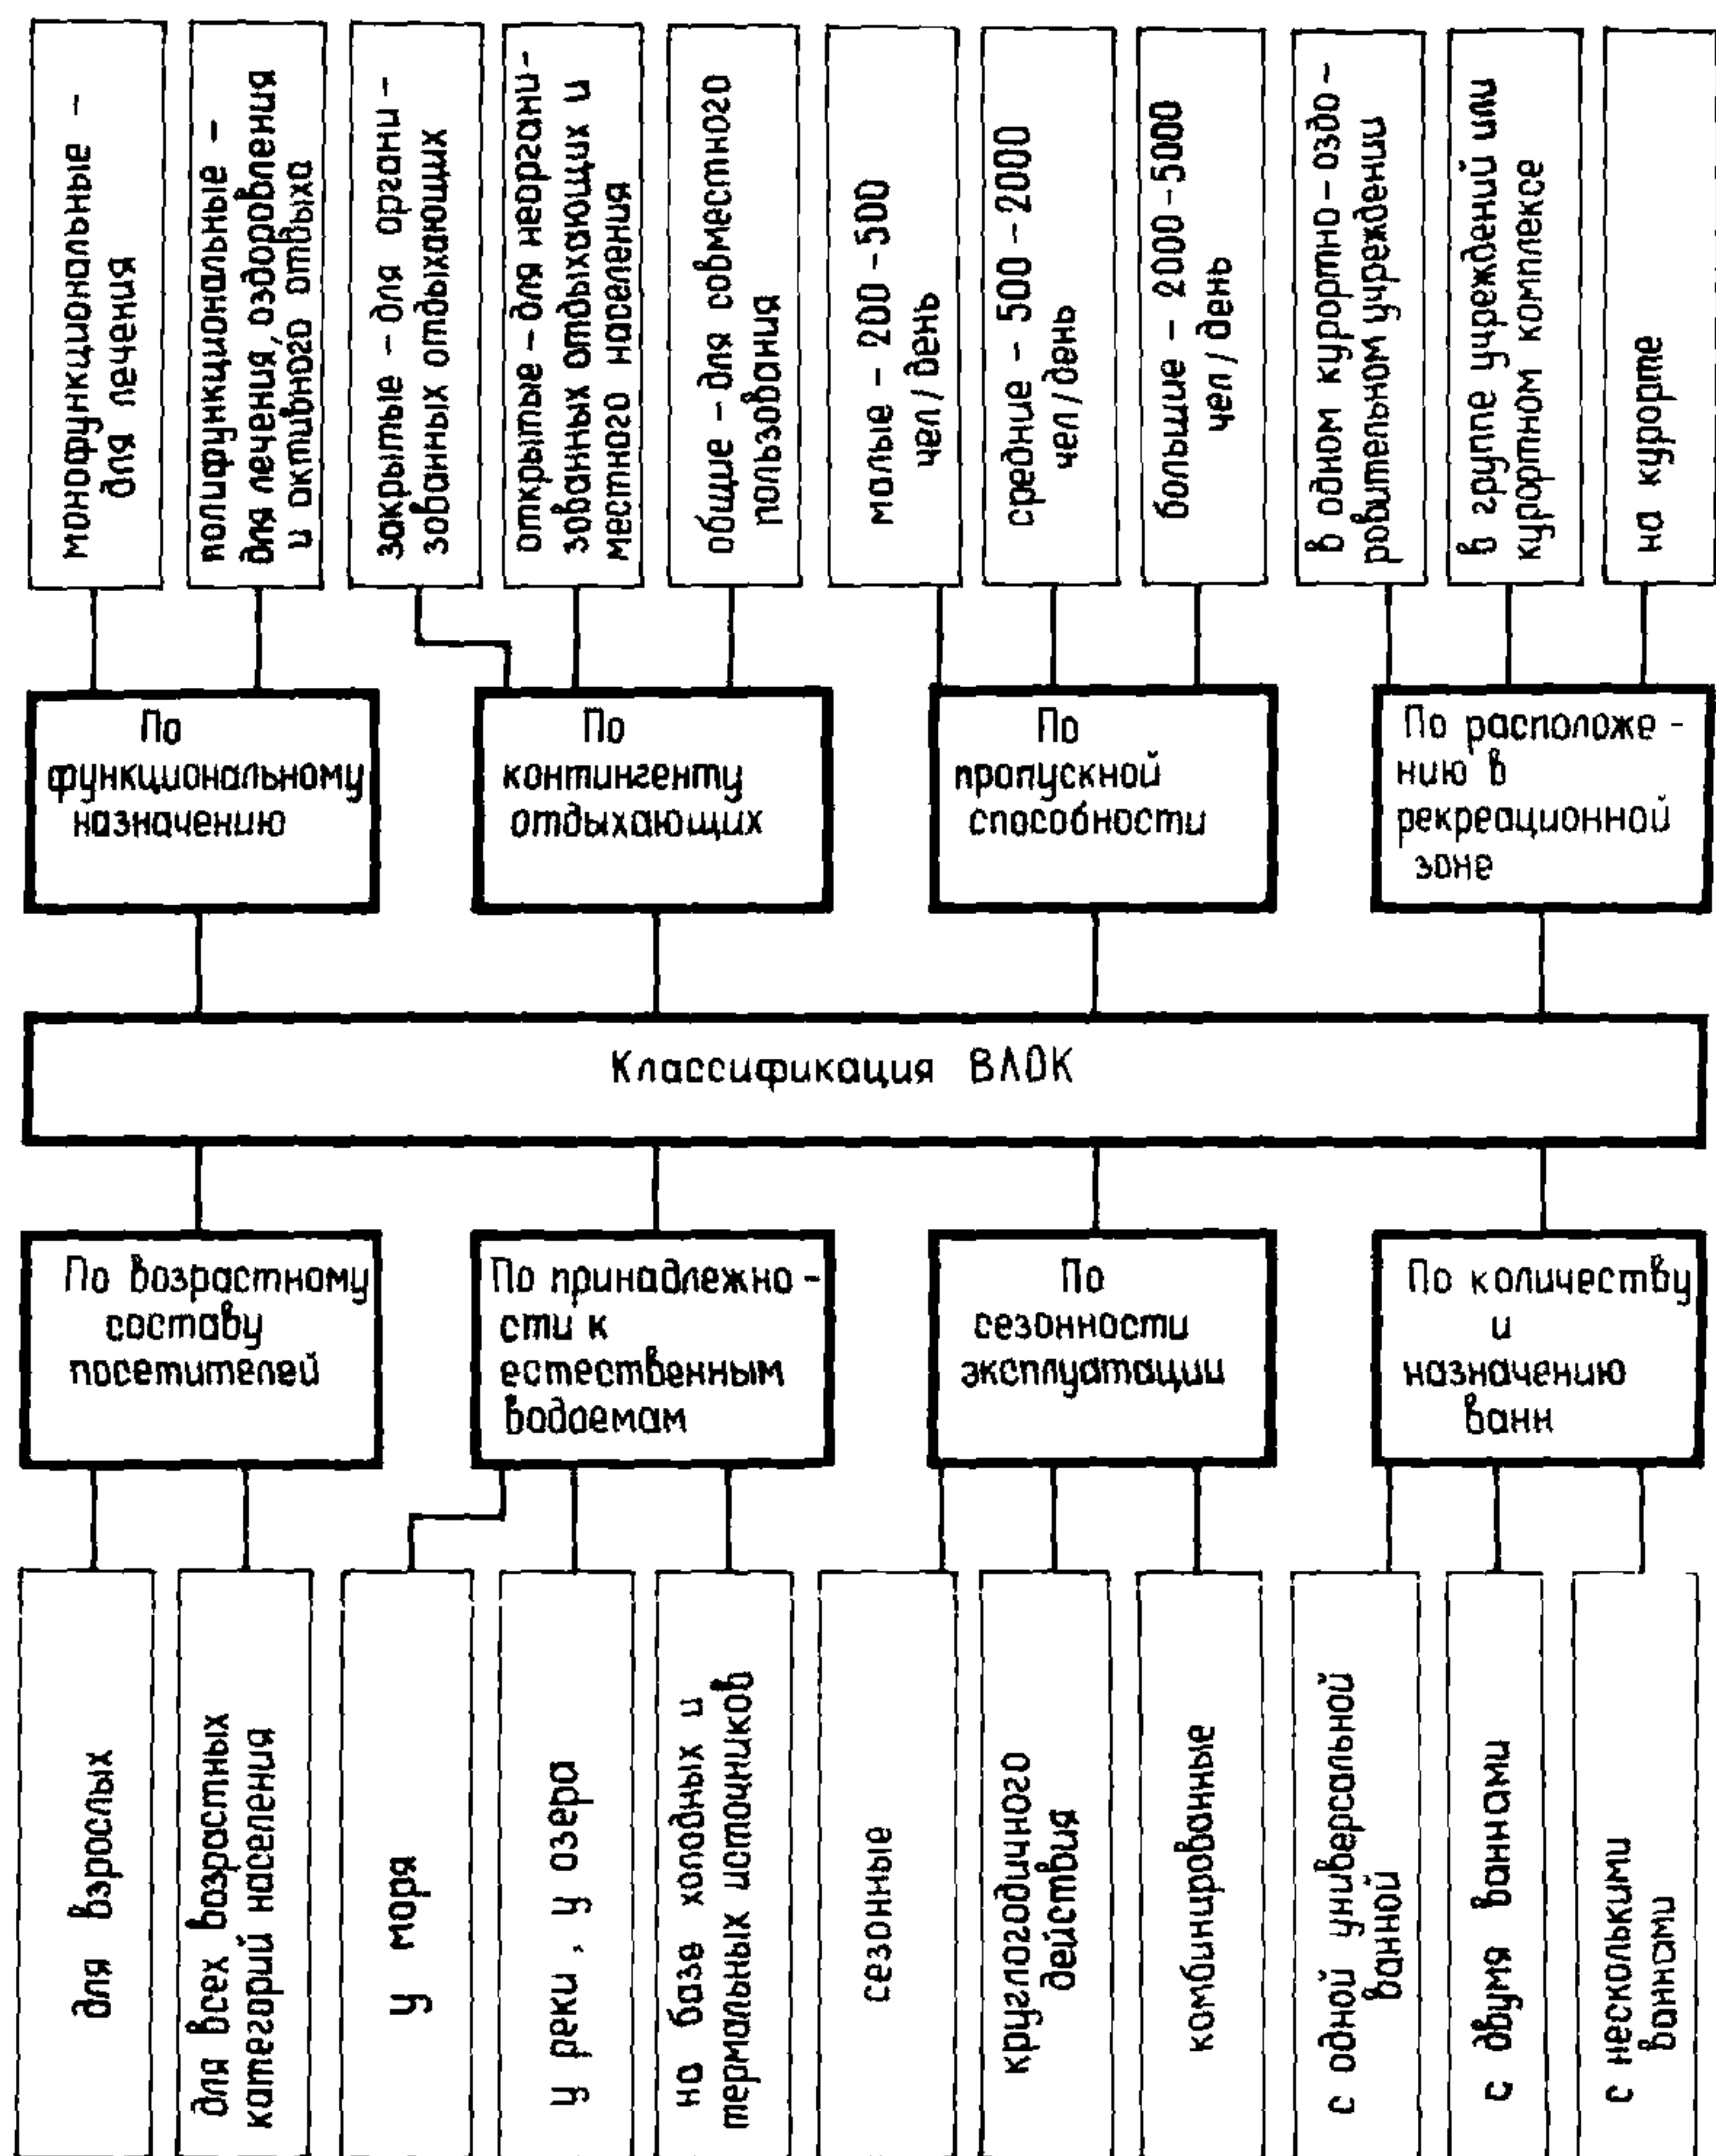 монофункциональные –
для лечения
полифункциональные –
для лечения, оздоровления
и активного отдыха
закрытые – для органи –
зованных отдыхающих
открытые – для неоргани –
зованных отдыхающих и
местного населения
общие – для совместного
пользования
малые – 200 – 500
чел/день
средние – 500 – 2000
чел/день
большие – 2000 – 5000
чел/день
в одном курортно – оздо –
ровительном учреждении
в группе учреждений или
курортном комплексе
на курорте
По
функциональному
назначению
По
контингенту
отдыхающих
По
пропускной
способности
По расположе –
нию в
рекреационной
зоне
Классификация ВЛОК
По возрастному
составу
посетителей
По принадлежно –
сти к
естественным
водоемам
По
сезонности
эксплуатации
По количеству
и
назначению
ванн
для взрослых
для всех возрастных
категорий населения
у моря
у реки, у озера
на базе холодных и
термальных источников
сезонные
круглогодичного
действия
комбинированные
с одной универсальной
ванной
с двумя ваннами
с несколькими
ваннами